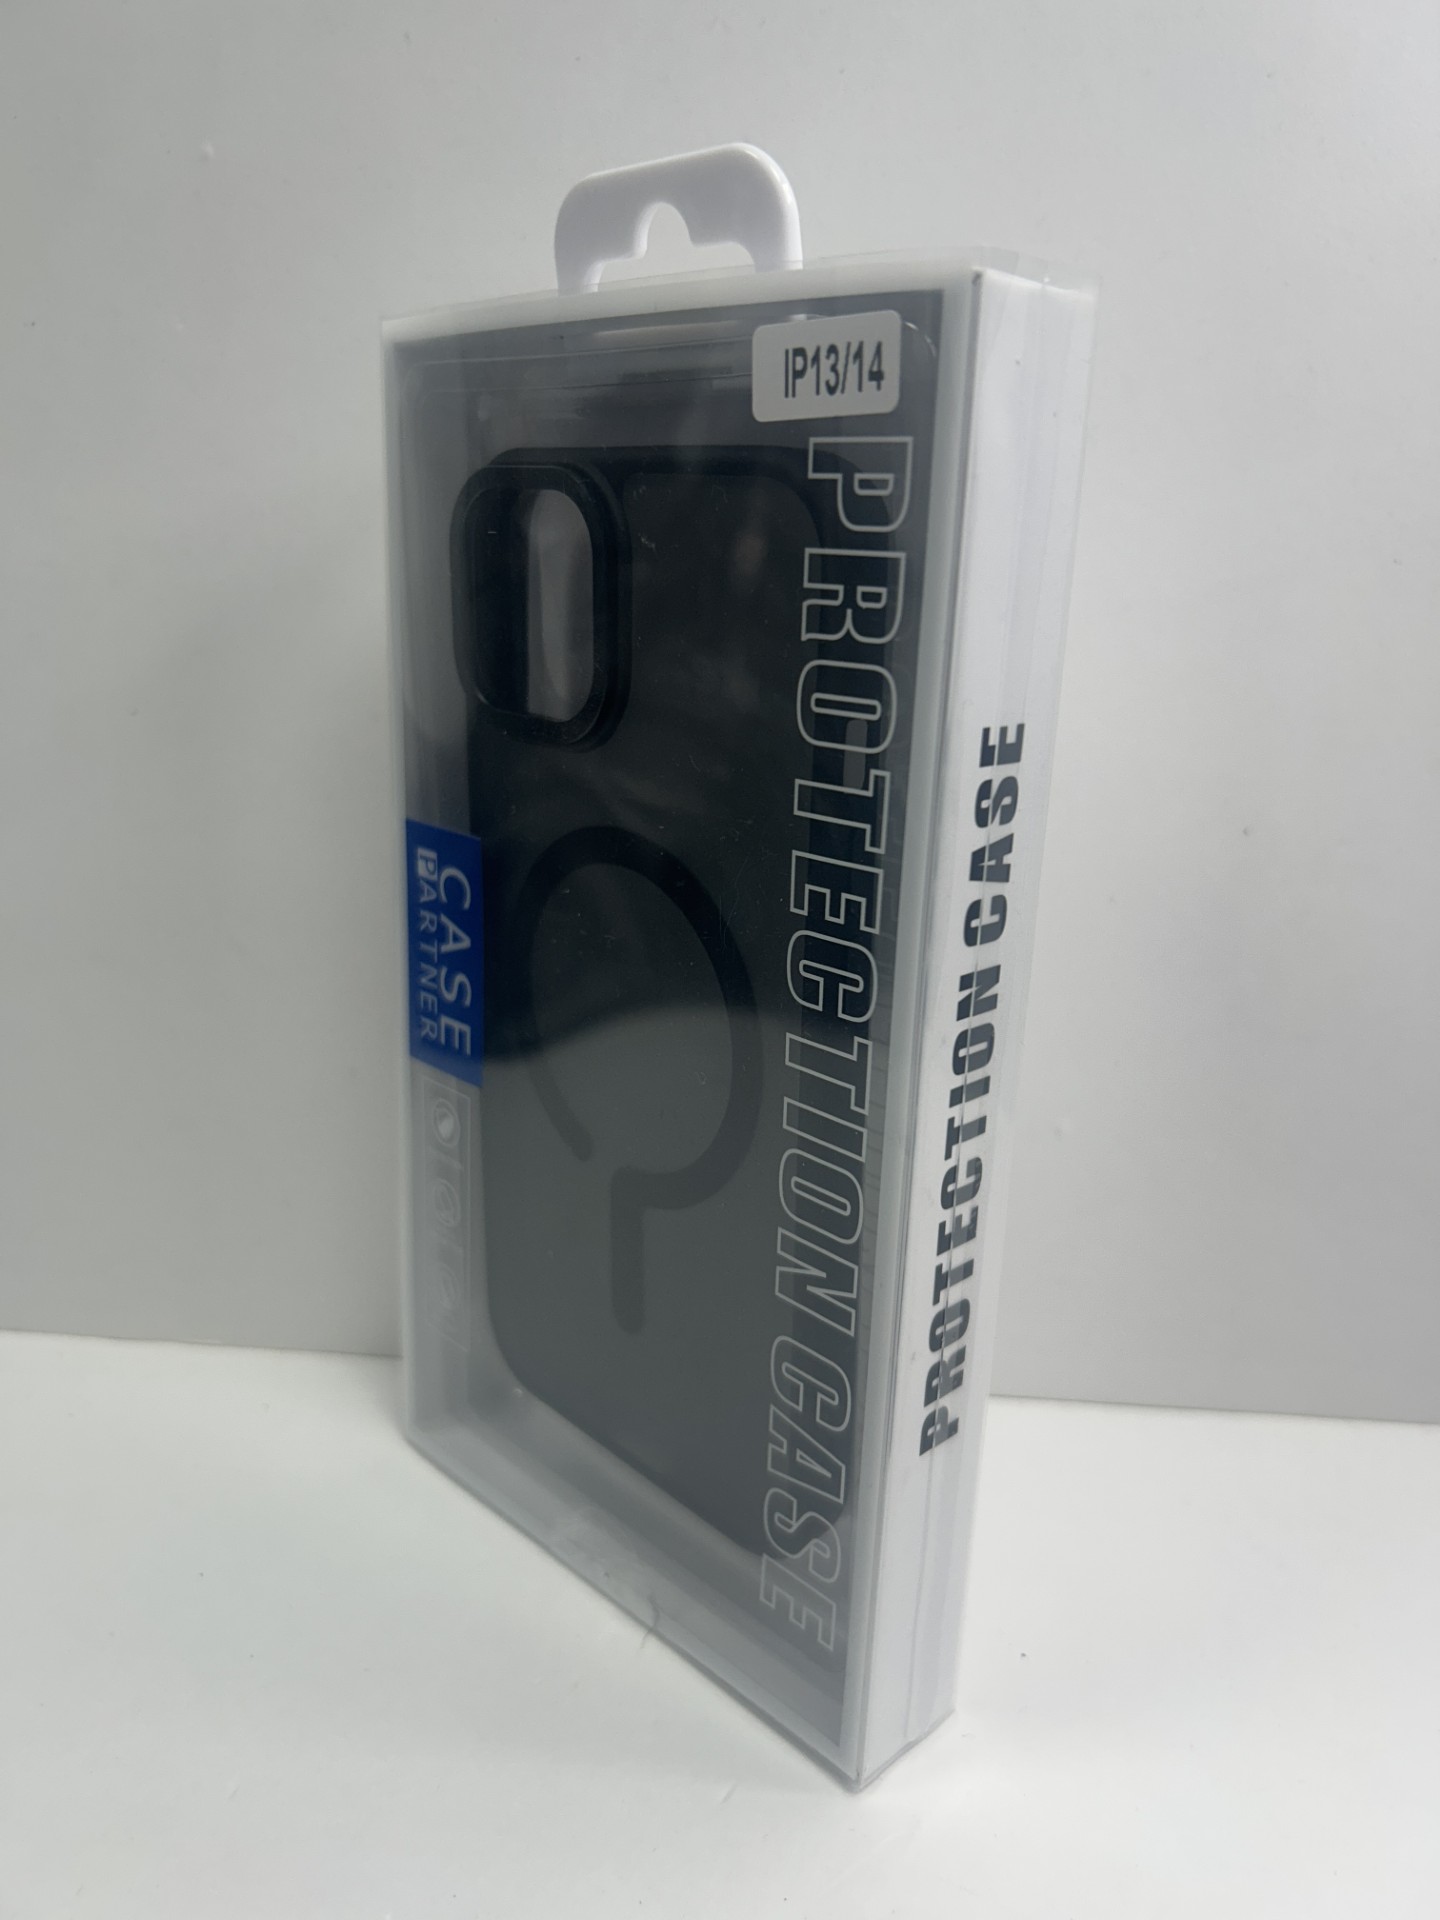 IP13/14
PROTECTION CASE
CASE
PARTNER
PROTECTION CASE